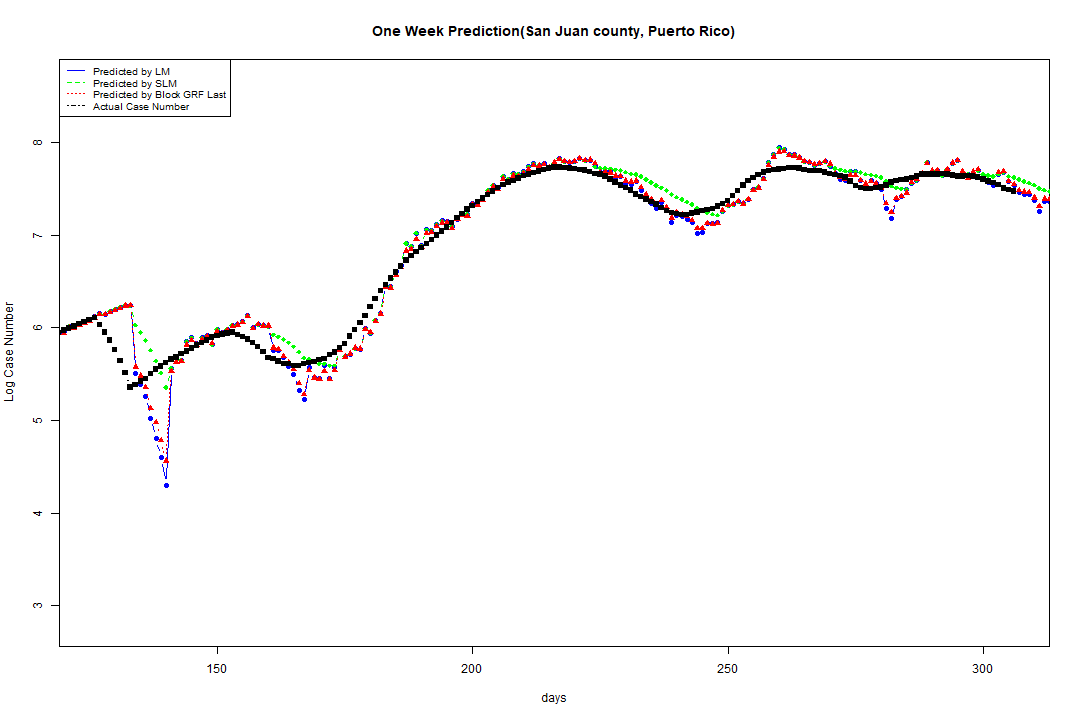 One Week Prediction(San Juan county, Puerto Rico)
Predicted by LM
Predicted by SLM
Predicted by Block GRF Last
Actual Case Number
Log Case Number
8
7
6
5
4
3
150 200 250 300
days